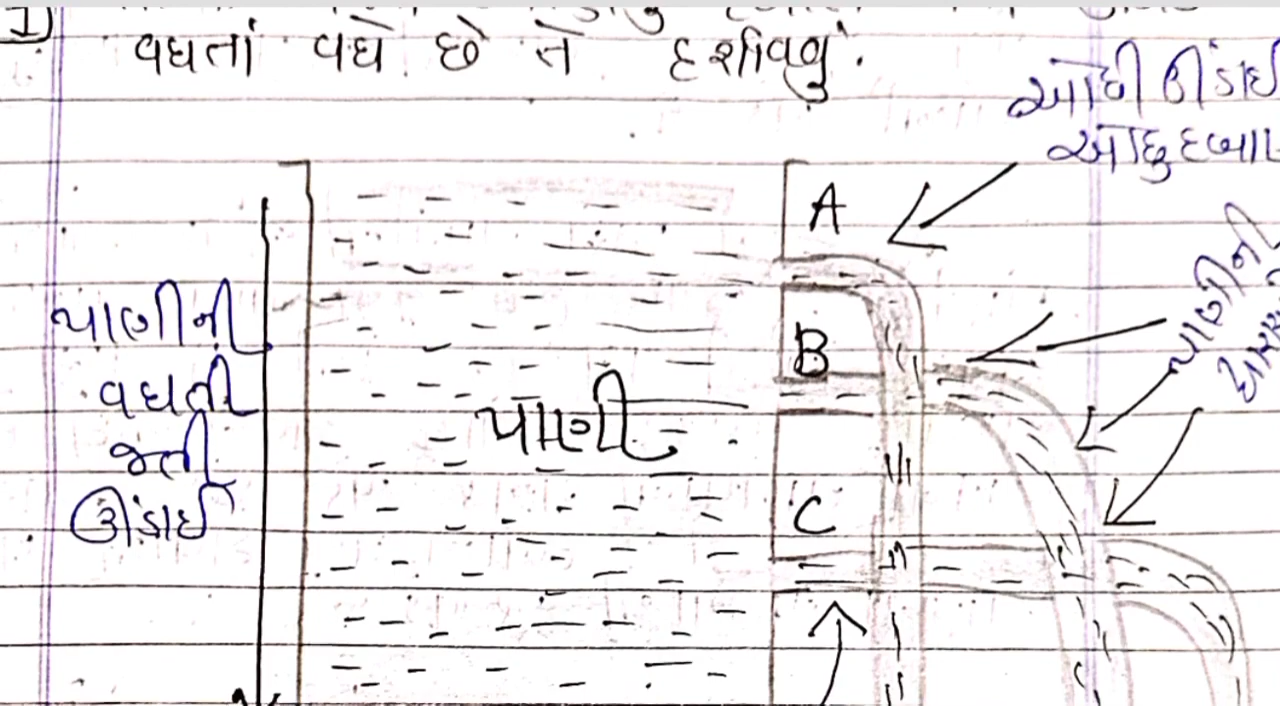 વધતાં વધે છે તે દર્શાવવું.
ઓછી ઊંડાઈ
ઓછુ દબાણ
A
પાણીની
વધતી
જતી
ઊંડાઈ
પાણી
B
C
પાણીની